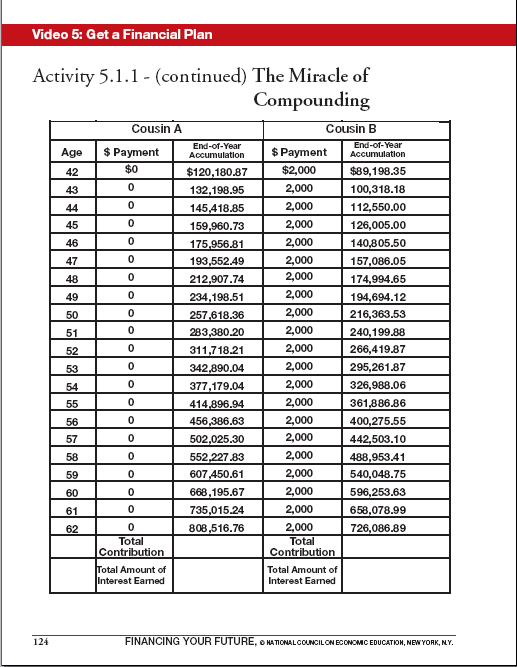 Video 5: Get a Financial Plan
Activity 5.1.1 - (continued) The Miracle of
Compounding
Cousin A Cousin B
Age $ Payment End-of-Year Accumulation $ Payment End-of-Year Accumulation
42 $0 $120,180.87 $2,000 $89,198.35
43 0 132,198.95 2,000 100,318.18
44 0 145,418.85 2,000 112,550.00
45 0 159,960.73 2,000 126,005.00
46 0 175,956.81 2,000 140,805.50
47 0 193,552.49 2,000 157,086.05
48 0 212,907.74 2,000 174,994.65
49 0 234,198.51 2,000 194,694.12
50 0 257,618.36 2,000 216,363.53
51 0 283,380.20 2,000 240,199.88
52 0 311,718.21 2,000 266,419.87
53 0 342,890.04 2,000 295,261.87
54 0 377,179.04 2,000 326,988.06
55 0 414,896.94 2,000 361,886.86
56 0 456,386.63 2,000 400,275.55
57 0 502,025.30 2,000 442,503.10
58 0 552,227.83 2,000 488,953.41
59 0 607,450.61 2,000 540,048.75
60 0 668,195.67 2,000 596,253.63
61 0 735,015.24 2,000 658,078.99
62 0 808,516.76 2,000 726,086.89
Total Total
Contribution Contribution
Total Amount of Total Amount of
Interest Earned Interest Earned
124 FINANCING YOUR FUTURE, © NATIONAL COUNCIL ON ECONOMIC EDUCATION, NEW YORK, N.Y.